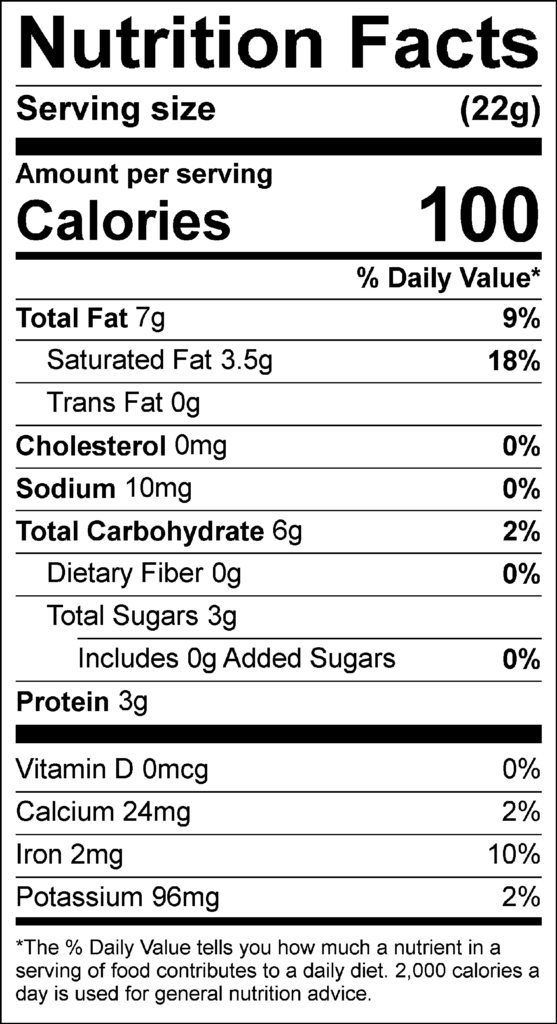 Nutrition Facts
Serving size (22g)
Amount per serving
Calories 100
% Daily Value*
Total Fat 7g 9%
Saturated Fat 3.5g 18%
Trans Fat 0g
Cholesterol 0mg 0%
Sodium 10mg 0%
Total Carbohydrate 6g 2%
Dietary Fiber 0g 0%
Total Sugars 3g
Includes 0g Added Sugars 0%
Protein 3g
Vitamin D 0mcg 0%
Calcium 24mg 2%
Iron 2mg 10%
Potassium 96mg 2%
*The % Daily Value tells you how much a nutrient in a
serving of food contributes to a daily diet. 2,000 calories a
day is used for general nutrition advice.